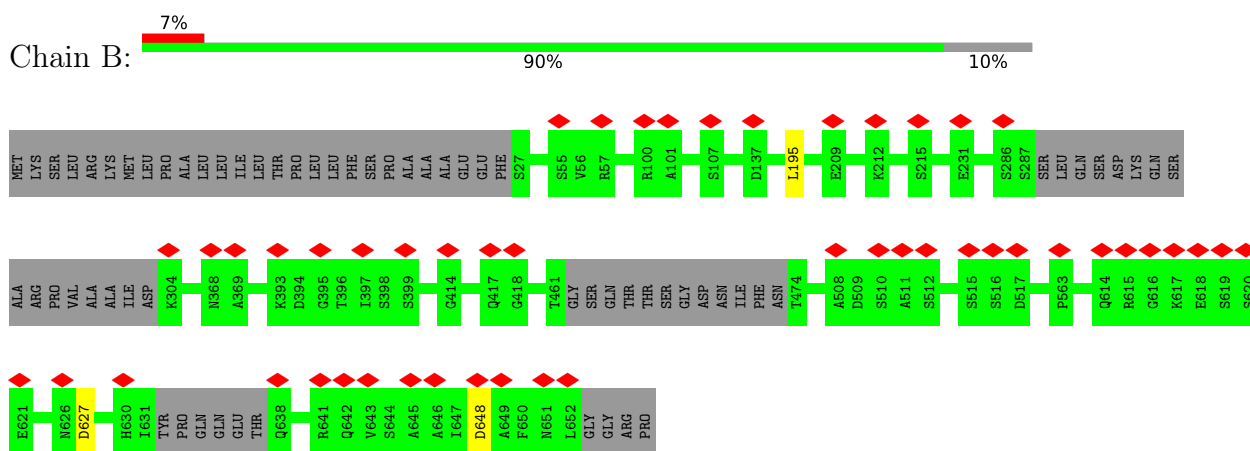 7%
Chain B:
90% 10%
MET LYS SER LEU ARG LYS MET LEU PRO ALA LEU LEU ILE LEU THR PRO LEU LEU PHE SER PRO ALA ALA ALA GLU GLU PHE S27 S55 V56 R57 R100 A101 S107 D137 L195 E209 K212 S215 E231 S286 S287 SER LEU GLN SER ASP LYS GLN SER
ALA ARG PRO VAL ALA ALA ILE ASP K304 N368 A369 K393 D394 G395 T396 I397 S398 S399 G414 Q417 G418 T461 GLY SER GLN THR THR SER GLY ASP ASN ILE PHE ASN T474 A508 D509 S510 A511 S512 S515 S516 D517 P563 Q614 R615 G616 K617 E618 S619 S620
E621 N626 D627 H630 I631 TYR PRO GLN GLN GLU THR Q638 R641 Q642 V643 S644 A645 A646 I647 D648 A649 F650 N651 L652 GLY GLY ARG PRO